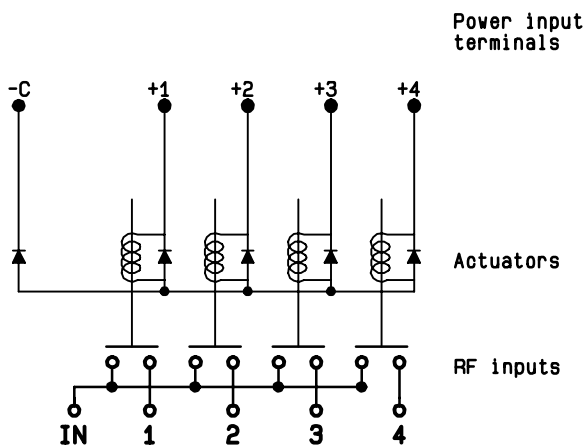 Power input
terminals
-C +1 +2 +3 +4
Actuators
RF inputs
IN 1 2 3 4